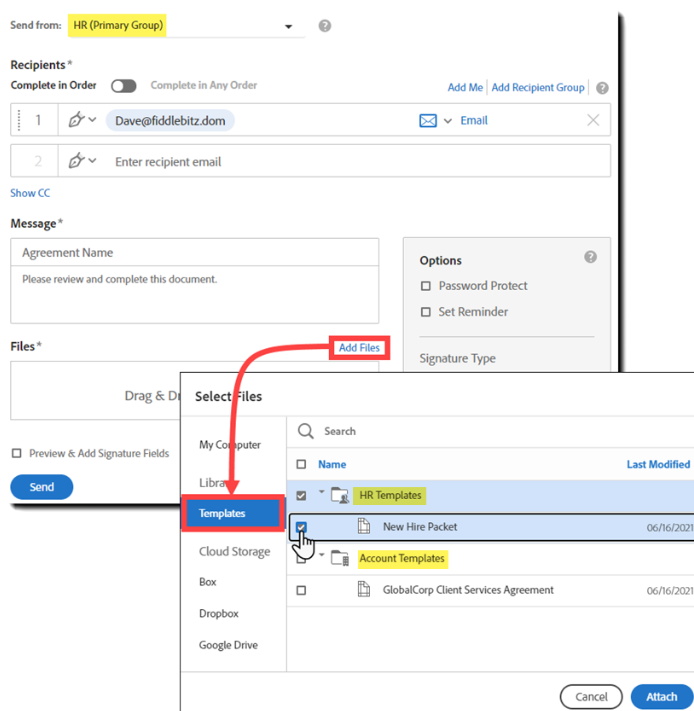 Send from: HR (Primary Group)
Recipients*
Complete in Order Complete in Any Order Add Me Add Recipient Group ?
1 Dave@fiddlebitz.dom Email
2 Enter recipient email
Show CC
Message*
Agreement Name
Please review and complete this document.
Options ?
Password Protect
Set Reminder
Signature Type
Files* Add Files
Drag &
Preview & Add Signature Fields
Send
Select Files
Search
My Computer
Name Last Modified
Templates
HR Templates
New Hire Packet 06/16/2021
Cloud Storage
Account Templates
Box
GlobalCorp Client Services Agreement 06/16/2021
Dropbox
Google Drive
Cancel Attach